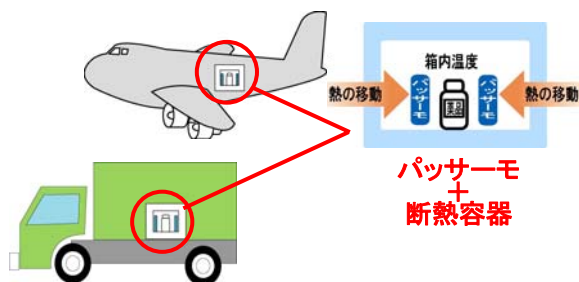 箱内温度
熱の移動
パッサーモ
薬品
パッサーモ
熱の移動
パッサーモ
+
断熱容器